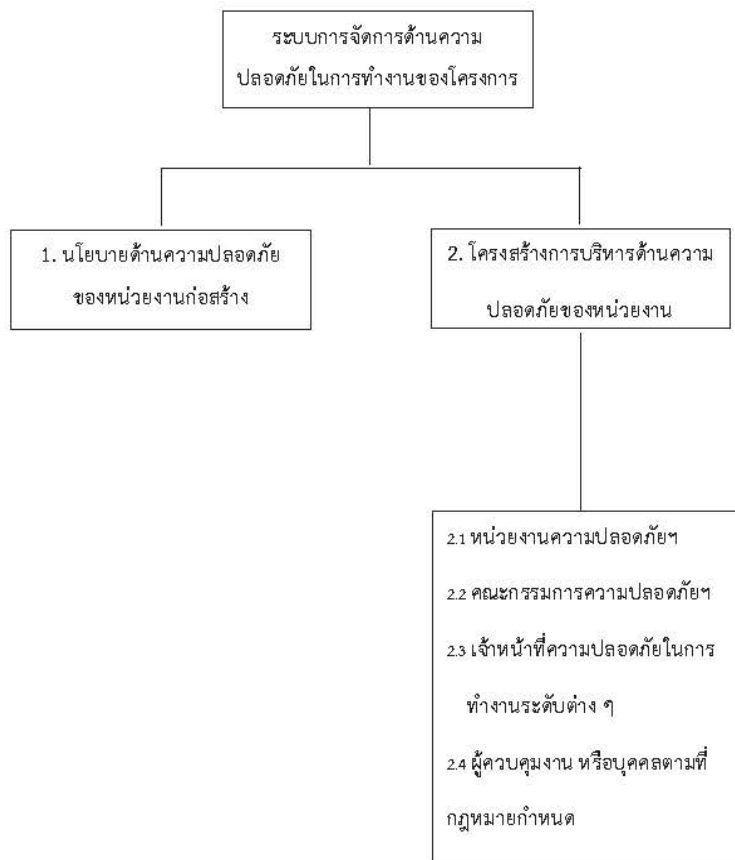 ระบบการจัดการด้านความ
ปลอดภัยในการทำงานของโครงการ
1. นโยบายด้านความปลอดภัย
ของหน่วยงานก่อสร้าง
2. โครงสร้างการบริหารด้านความ
ปลอดภัยของหน่วยงาน
2.1 หน่วยงานความปลอดภัยฯ
2.2 คณะกรรมการความปลอดภัยฯ
2.3 เจ้าหน้าที่ความปลอดภัยในการ
ทำงานระดับต่าง ๆ
2.4 ผู้ควบคุมงาน หรือบุคคลตามที่
กฎหมายกำหนด